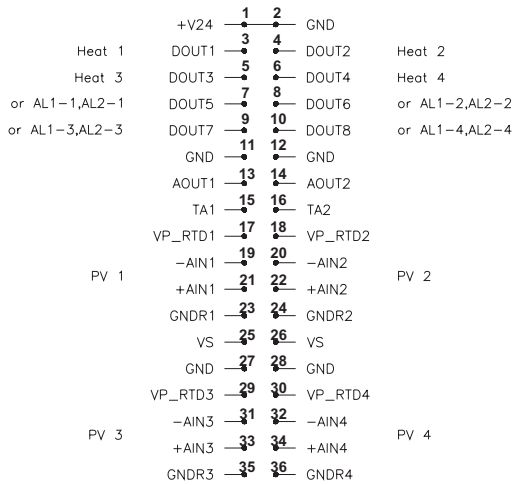 +V24 1 2 GND
Heat 1 DOUT1 3 4 DOUT2 Heat 2
Heat 3 DOUT3 5 6 DOUT4 Heat 4
or AL1-1,AL2-1 DOUT5 7 8 DOUT6 or AL1-2,AL2-2
or AL1-3,AL2-3 DOUT7 9 10 DOUT8 or AL1-4,AL2-4
GND 11 12 GND
AOUT1 13 14 AOUT2
TA1 15 16 TA2
VP_RTD1 17 18 VP_RTD2
-AIN1 19 20 -AIN2
PV 1 PV 2
+AIN1 21 22 +AIN2
GNDR1 23 24 GNDR2
VS 25 26 VS
GND 27 28 GND
VP_RTD3 29 30 VP_RTD4
-AIN3 31 32 -AIN4
PV 3 PV 4
+AIN3 33 34 +AIN4
GNDR3 35 36 GNDR4